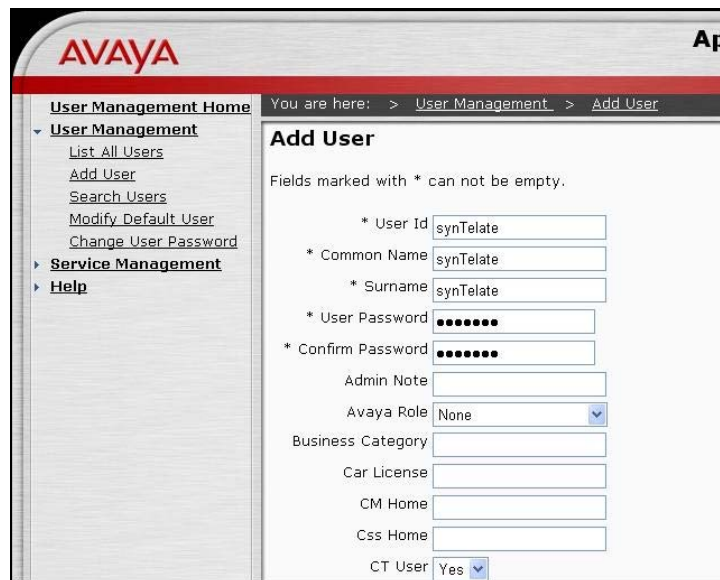 AVAYA
Ap
User Management Home
User Management
List All Users
Add User
Search Users
Modify Default User
Change User Password
Service Management
Help
You are here: > User Management > Add User
Add User
Fields marked with * can not be empty.
* User Id synTelate
* Common Name synTelate
* Surname synTelate
* User Password •••••••
* Confirm Password •••••••
Admin Note
Avaya Role None
Business Category
Car License
CM Home
Css Home
CT User Yes